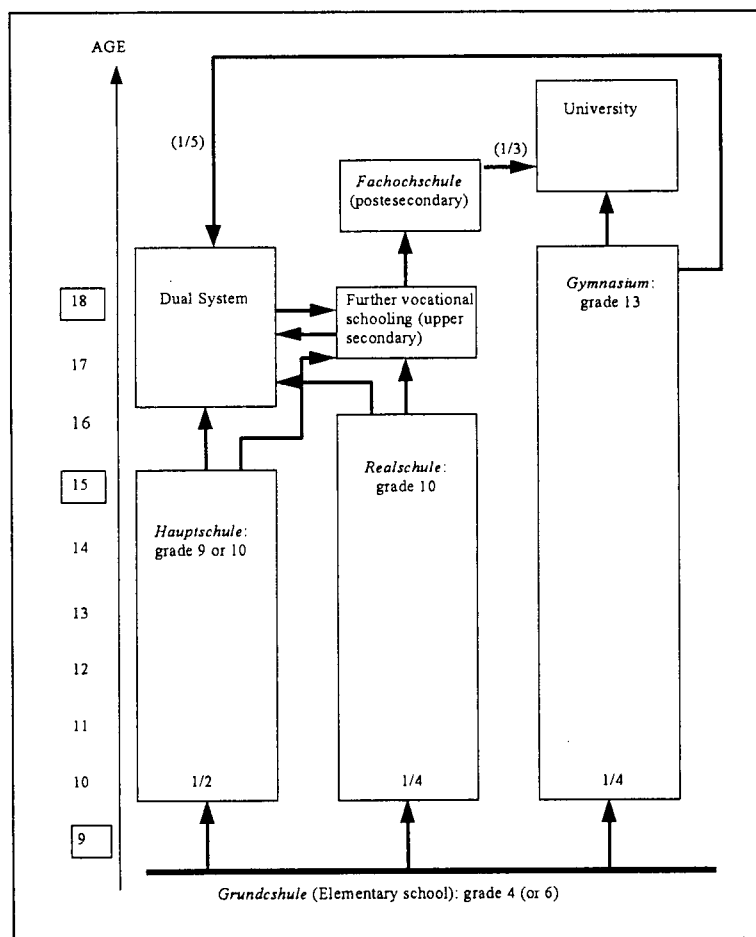 AGE
University
(1/5)
(1/3)
Fachochschule
(postesecondary)
18
Dual System
Further vocational
schooling (upper
secondary)
Gymnasium:
grade 13
17
16
15
Realschule:
grade 10
Hauptschule:
grade 9 or 10
14
13
12
11
10
1/2
1/4
1/4
9
Grundcshule (Elementary school): grade 4 (or 6)